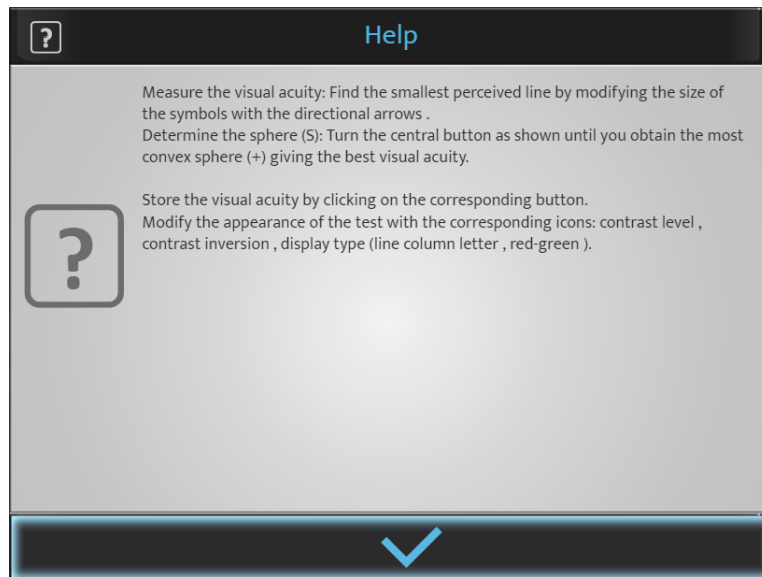 Help
Measure the visual acuity: Find the smallest perceived line by modifying the size of
the symbols with the directional arrows .
Determine the sphere (S): Turn the central button as shown until you obtain the most
convex sphere (+) giving the best visual acuity.
Store the visual acuity by clicking on the corresponding button.
Modify the appearance of the test with the corresponding icons: contrast level ,
contrast inversion , display type (line column letter , red-green ).